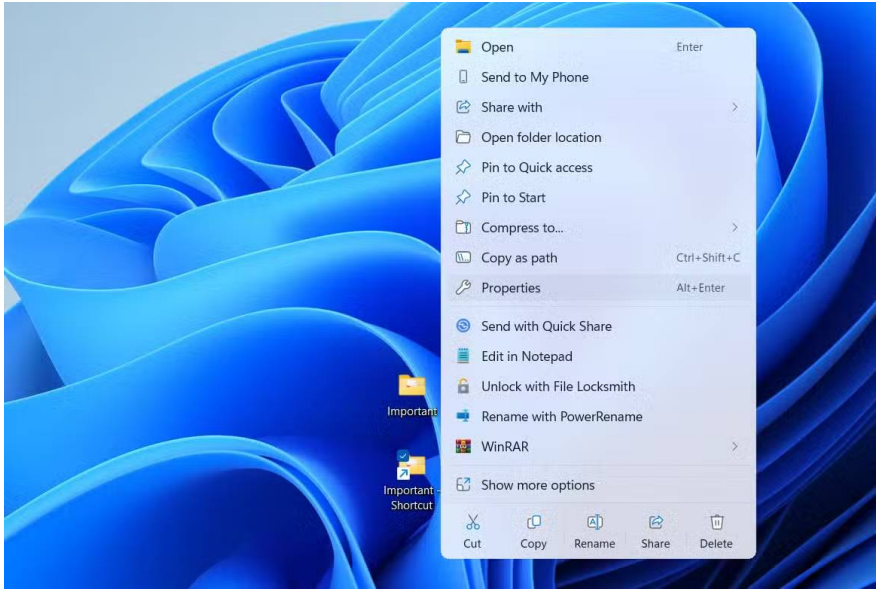 Open Enter
Send to My Phone
Share with
Open folder location
Pin to Quick access
Pin to Start
Compress to...
Copy as path Ctrl+Shift+C
Properties Alt+Enter
Send with Quick Share
Edit in Notepad
Unlock with File Locksmith
Rename with PowerRename
WinRAR
Show more options
Cut Copy Rename Share Delete
Important
Important -
Shortcut